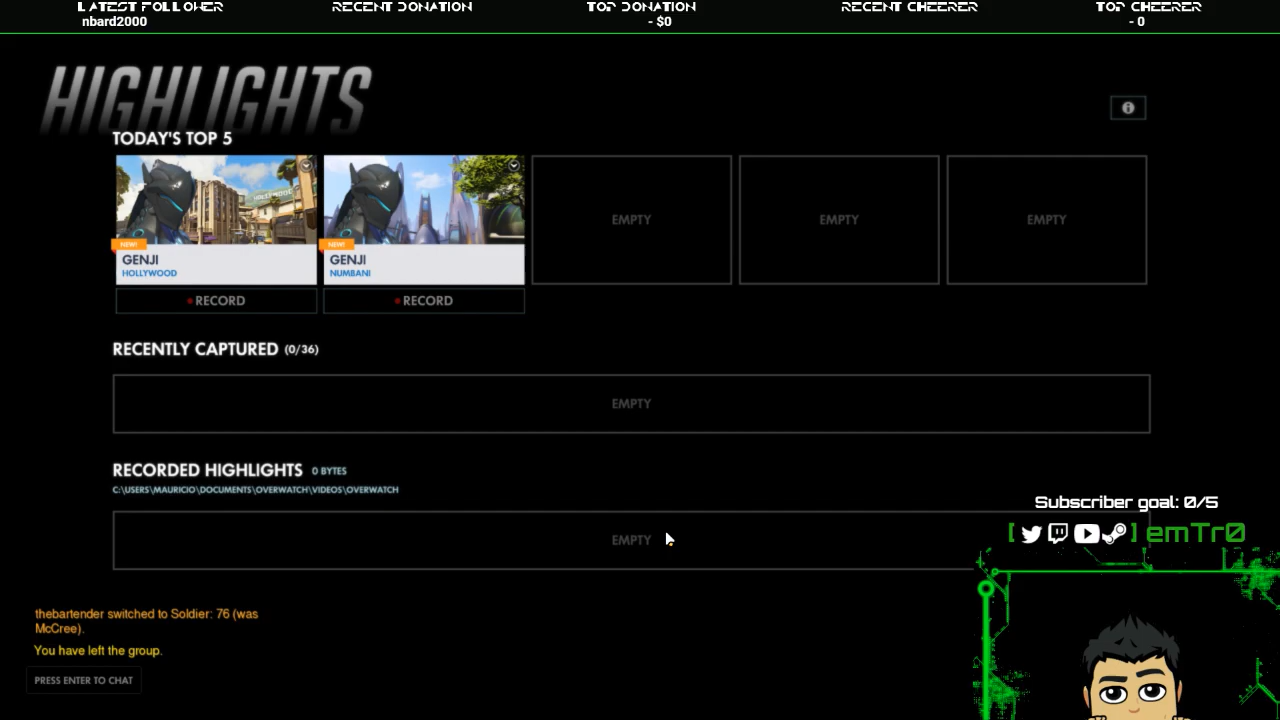 LATEST FOLLOWER
RECENT DONATION
TOP DONATION
RECENT CHEERER
TOP CHEERER
nbard2000
- $0
- 0
HIGHLIGHTS
TODAY'S TOP 5
HOLLYWOOD
NEW!
GENJI
HOLLYWOOD
RECORD
NEW!
GENJI
NUMBANI
RECORD
EMPTY
EMPTY
EMPTY
RECENTLY CAPTURED (0/36)
EMPTY
RECORDED HIGHLIGHTS 0 BYTES
C:\USERS\MAURICIO\DOCUMENTS\OVERWATCH\VIDEOS\OVERWATCH
EMPTY
Subscriber goal: 0/5
[ ] emTr0
thebartender switched to Soldier: 76 (was
McCree).
You have left the group.
PRESS ENTER TO CHAT